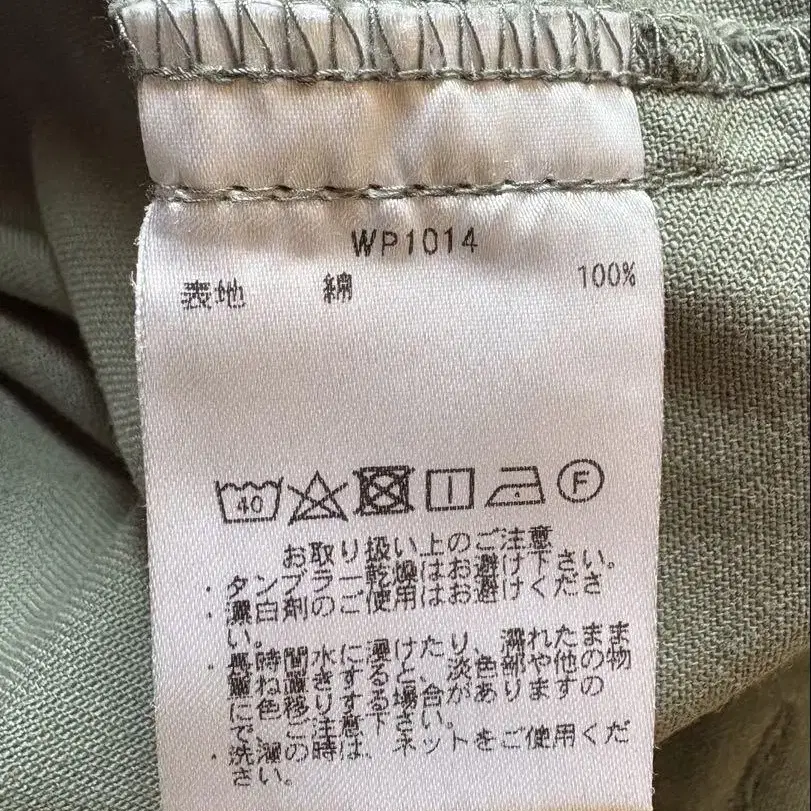 WP1014
表地 綿 100%
40 F
お取り扱い上のご注意
・タンブラー乾燥はお避け下さい。
・漂白剤のご使用はお避けくださ
い。
・長時間水に浸けたり、濡れたまま
重ね置きすると、淡色部や他の物
に色移りする場合がありますの
で、ご注意下さい。
・洗濯の時は、ネットをご使用くだ
さい。